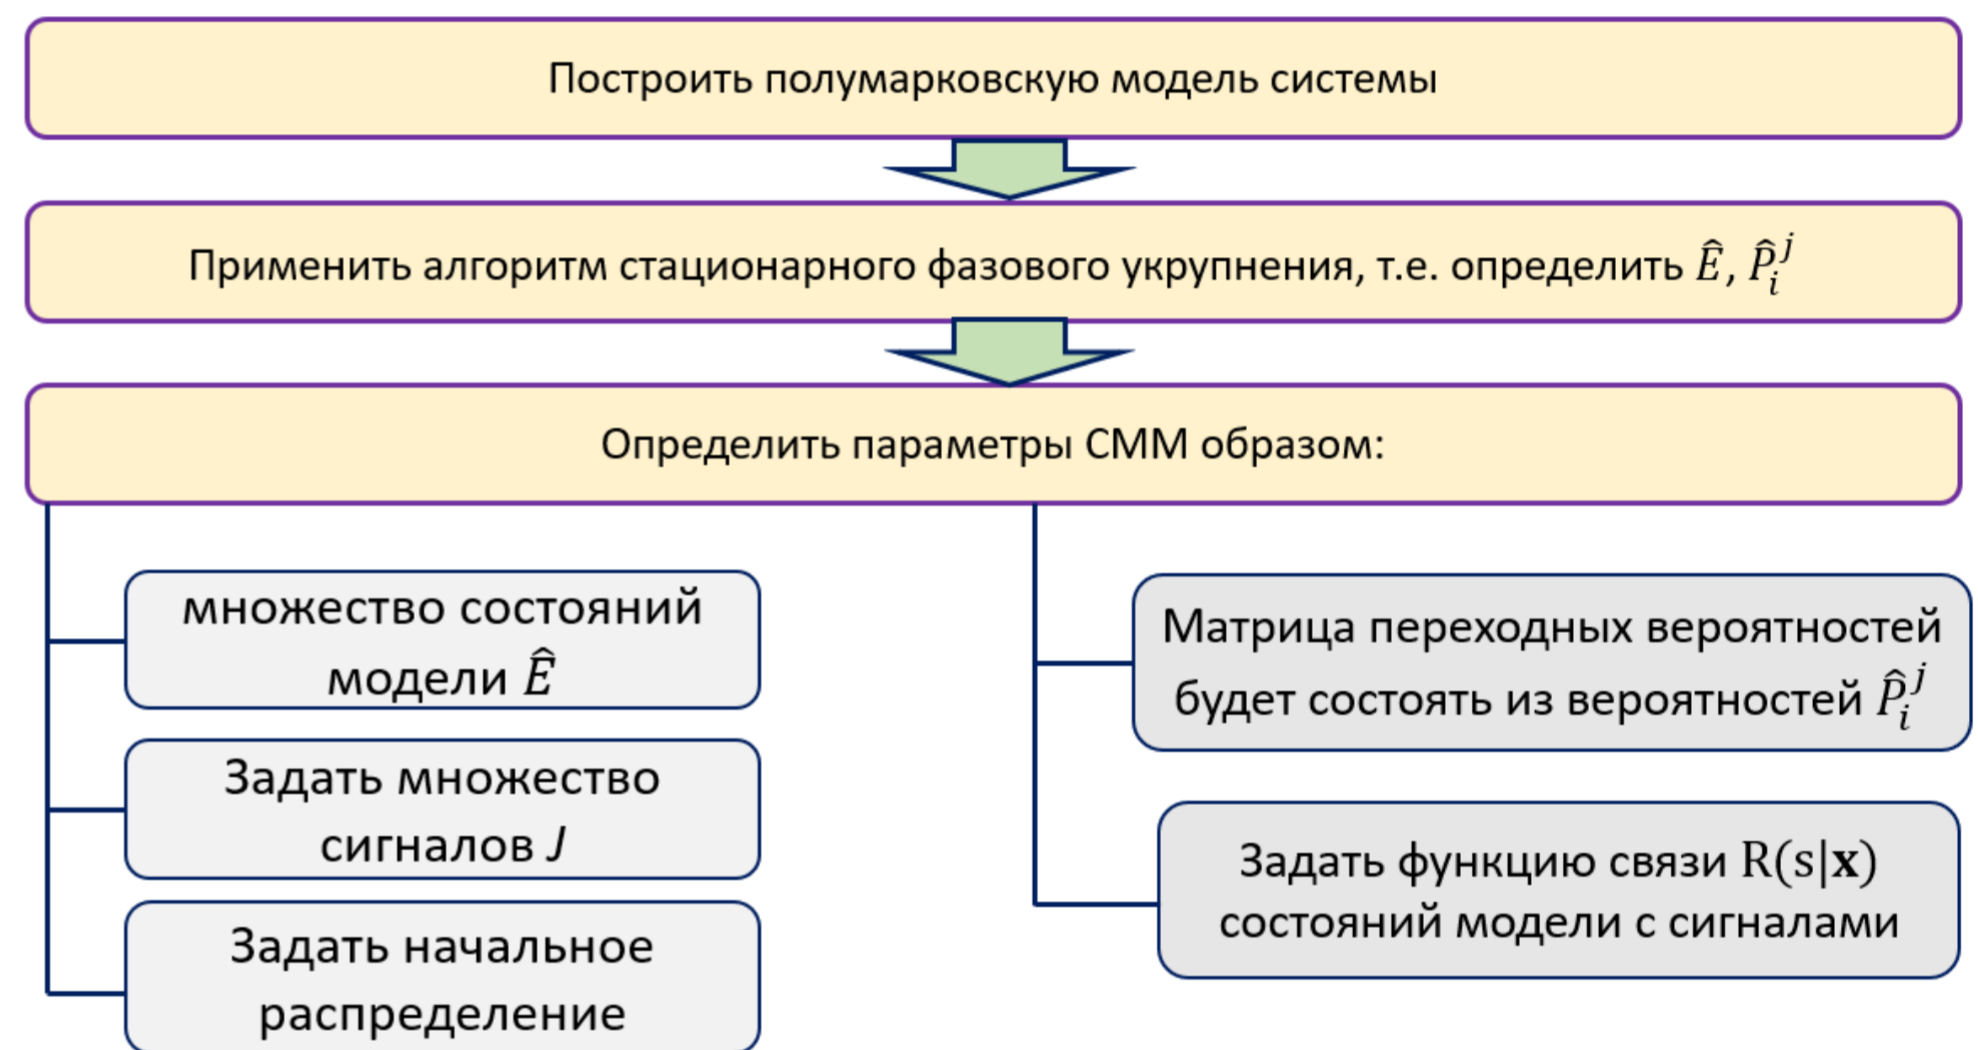 Построить полумарковскую модель системы
Применить алгоритм стационарного фазового укрупнения, т.е. определить Ê, P̂ᵢʲ
Определить параметры СММ образом:
множество состояний
модели Ê
Задать множество
сигналов J
Задать начальное
распределение
Матрица переходных вероятностей
будет состоять из вероятностей P̂ᵢʲ
Задать функцию связи R(s|x)
состояний модели с сигналами